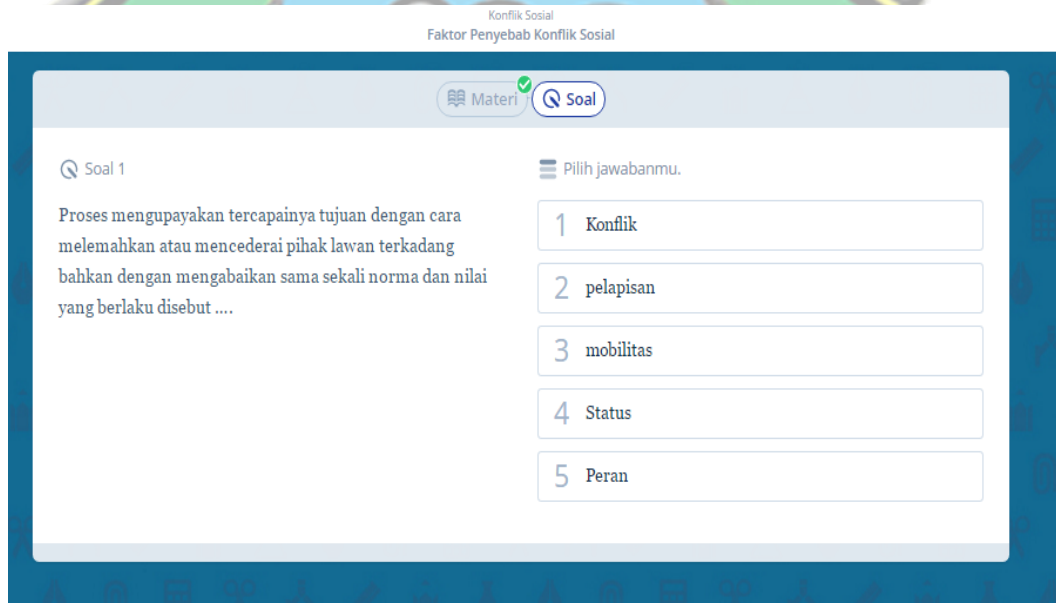 Konflik Sosial
Faktor Penyebab Konflik Sosial
Materi
Soal
Soal 1
Proses mengupayakan tercapainya tujuan dengan cara
melemahkan atau mencederai pihak lawan terkadang
bahkan dengan mengabaikan sama sekali norma dan nilai
yang berlaku disebut ....
Pilih jawabanmu.
1 Konflik
2 pelapisan
3 mobilitas
4 Status
5 Peran